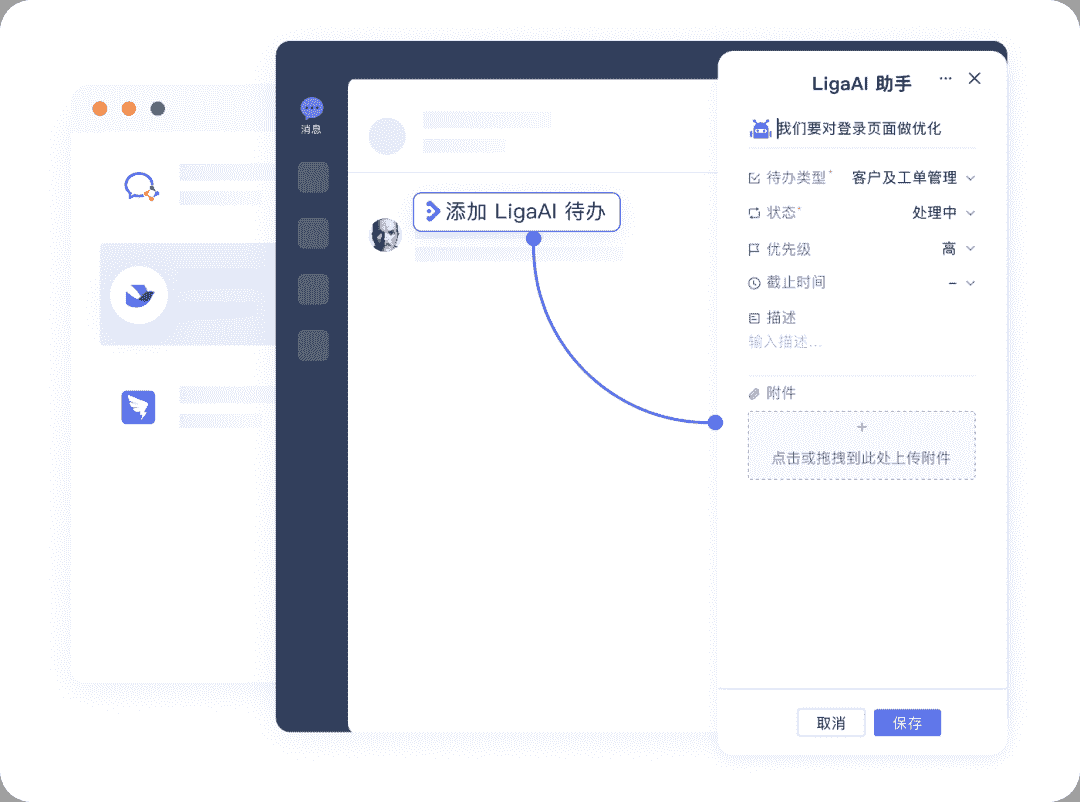 消息
添加 LigaAI 待办
LigaAI 助手
我们要对登录页面做优化
待办类型* 客户及工单管理
状态* 处理中
优先级 高
截止时间 –
描述
输入描述...
附件
+
点击或拖拽到此处上传附件
取消 保存